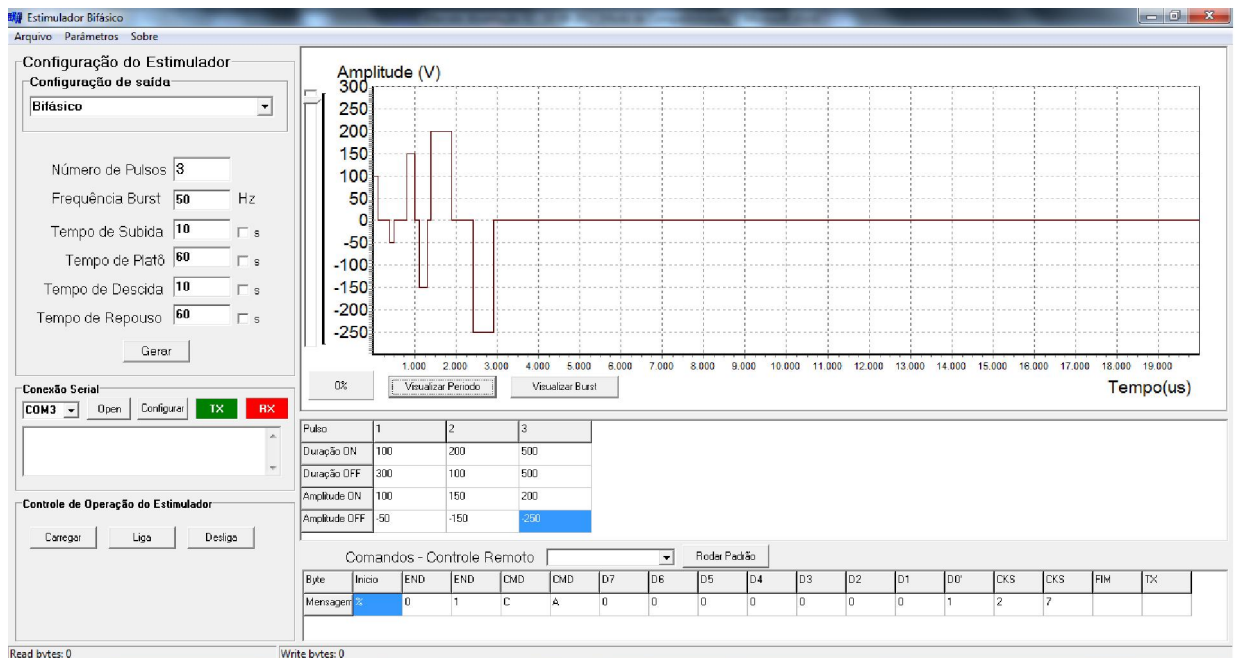 Estimulador Bifásico
Arquivo Parâmetros Sobre
Configuração do Estimulador
Configuração de saída
Bifásico
Número de Pulsos 3
Frequência Burst 50 Hz
Tempo de Subida 10 s
Tempo de Platô 60 s
Tempo de Descida 10 s
Tempo de Repouso 60 s
Gerar
Conexão Serial
COM3 Open Configurar TX RX
Controle de Operação do Estimulador
Carregar Liga Desliga
Amplitude (V)
300
250
200
150
100
50
0
-50
-100
-150
-200
-250
1.000 2.000 3.000 4.000 5.000 6.000 7.000 8.000 9.000 10.000 11.000 12.000 13.000 14.000 15.000 16.000 17.000 18.000 19.000
0% Visualizar Periodo Visualizar Burst
Tempo(us)
Pulso 1 2 3
Duração ON 100 200 500
Duração OFF 300 100 500
Amplitude ON 100 150 200
Amplitude OFF -50 -150 -250
Comandos - Controle Remoto Rodar Padrão
Byte Inicio END END CMD CMD D7 D6 D5 D4 D3 D2 D1 D0' CKS CKS FIM TX
Mensagem % 0 1 C A 0 0 0 0 0 0 0 1 2 7
Read bytes: 0 Write bytes: 0